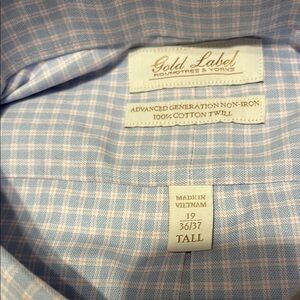 Gold Label
ROUNDTREE & YORKE
ADVANCED GENERATION NON-IRON
100% COTTON TWILL
MADE IN
VIETNAM
19
36/37
TALL